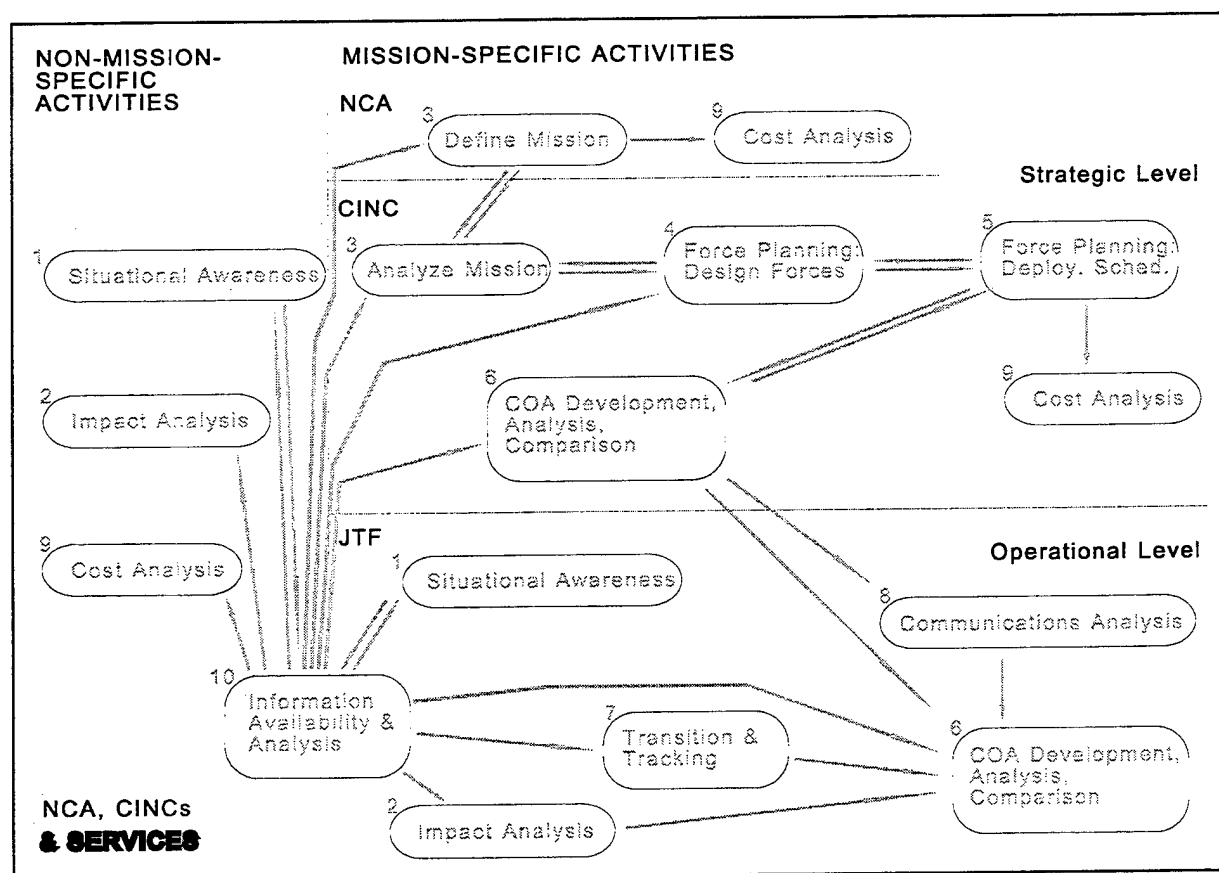 NON-MISSION-
SPECIFIC
ACTIVITIES
MISSION-SPECIFIC ACTIVITIES
NCA
3
Define Mission
9
Cost Analysis
Strategic Level
CINC
1
Situational Awareness
3
Analyze Mission
4
Force Planning:
Design Forces
5
Force Planning:
Deploy. Sched.
2
Impact Analysis
6
COA Development,
Analysis,
Comparison
9
Cost Analysis
JTF
Operational Level
9
Cost Analysis
1
Situational Awareness
8
Communications Analysis
10
Information
Availability &
Analysis
7
Transition &
Tracking
6
COA Development,
Analysis,
Comparison
2
Impact Analysis
NCA, CINCs
& SERVICES